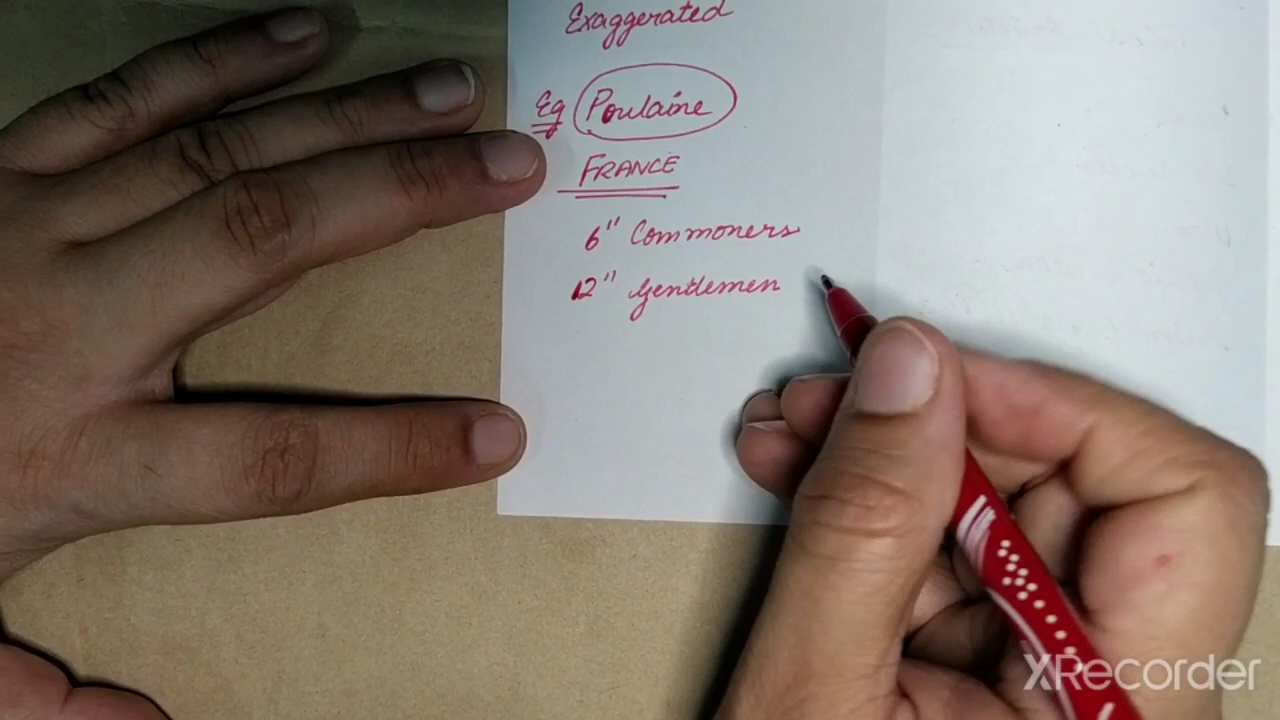 Exaggerated
Eg Poulaine
FRANCE
6" Commoners
12" Gentlemen
XRecorder